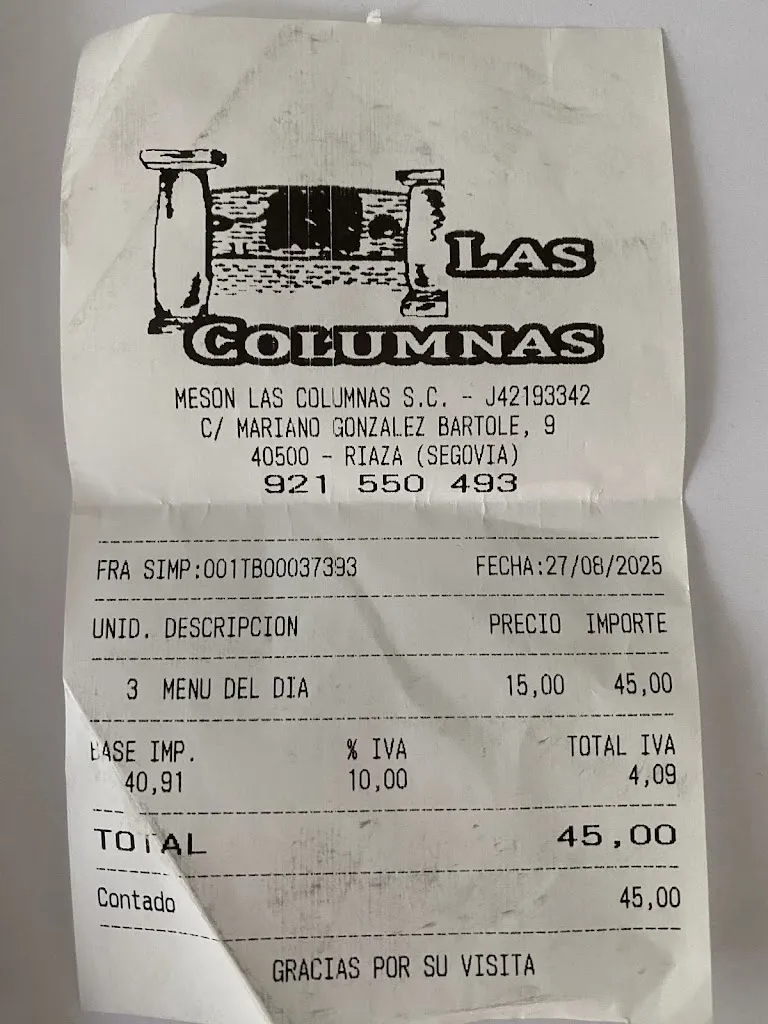 LAS
COLUMNAS
MESON LAS COLUMNAS S.C. - J42193342
C/ MARIANO GONZALEZ BARTOLE, 9
40500 - RIAZA (SEGOVIA)
921 550 493
FRA SIMP:001TB00037393 FECHA:27/08/2025
UNID. DESCRIPCION PRECIO IMPORTE
3 MENU DEL DIA 15,00 45,00
BASE IMP. % IVA TOTAL IVA
40,91 10,00 4,09
TOTAL 45,00
Contado 45,00
GRACIAS POR SU VISITA